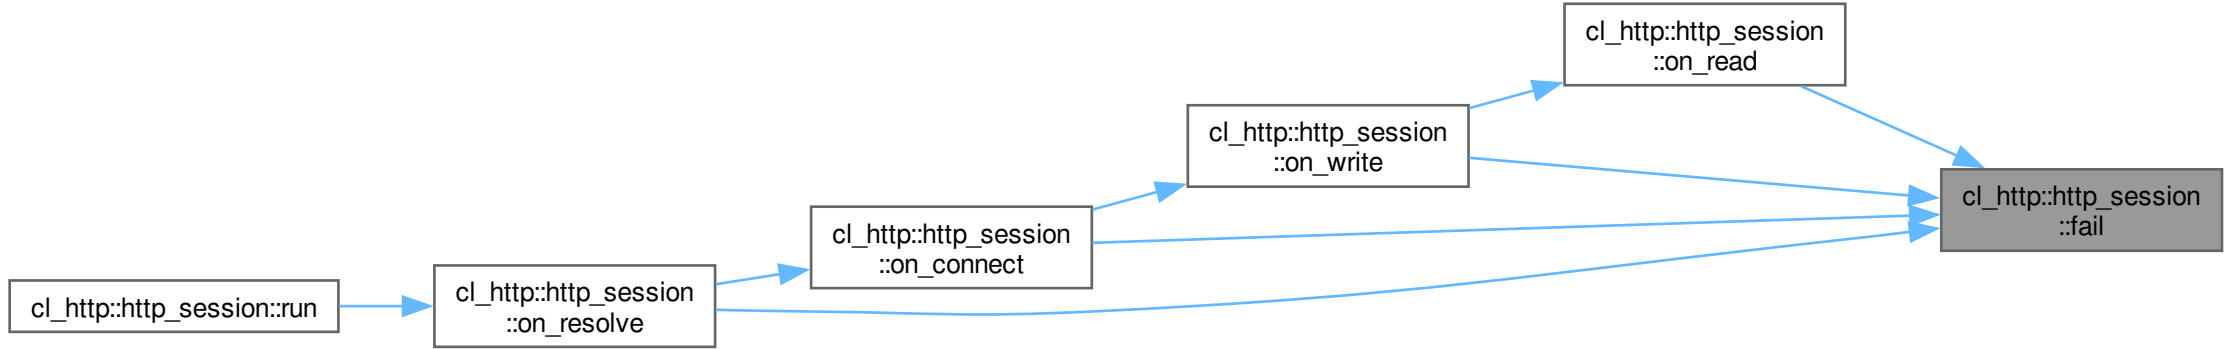 cl_http::http_session
::on_read
cl_http::http_session
::on_write
cl_http::http_session
::fail
cl_http::http_session
::on_connect
cl_http::http_session
::on_resolve
cl_http::http_session::run